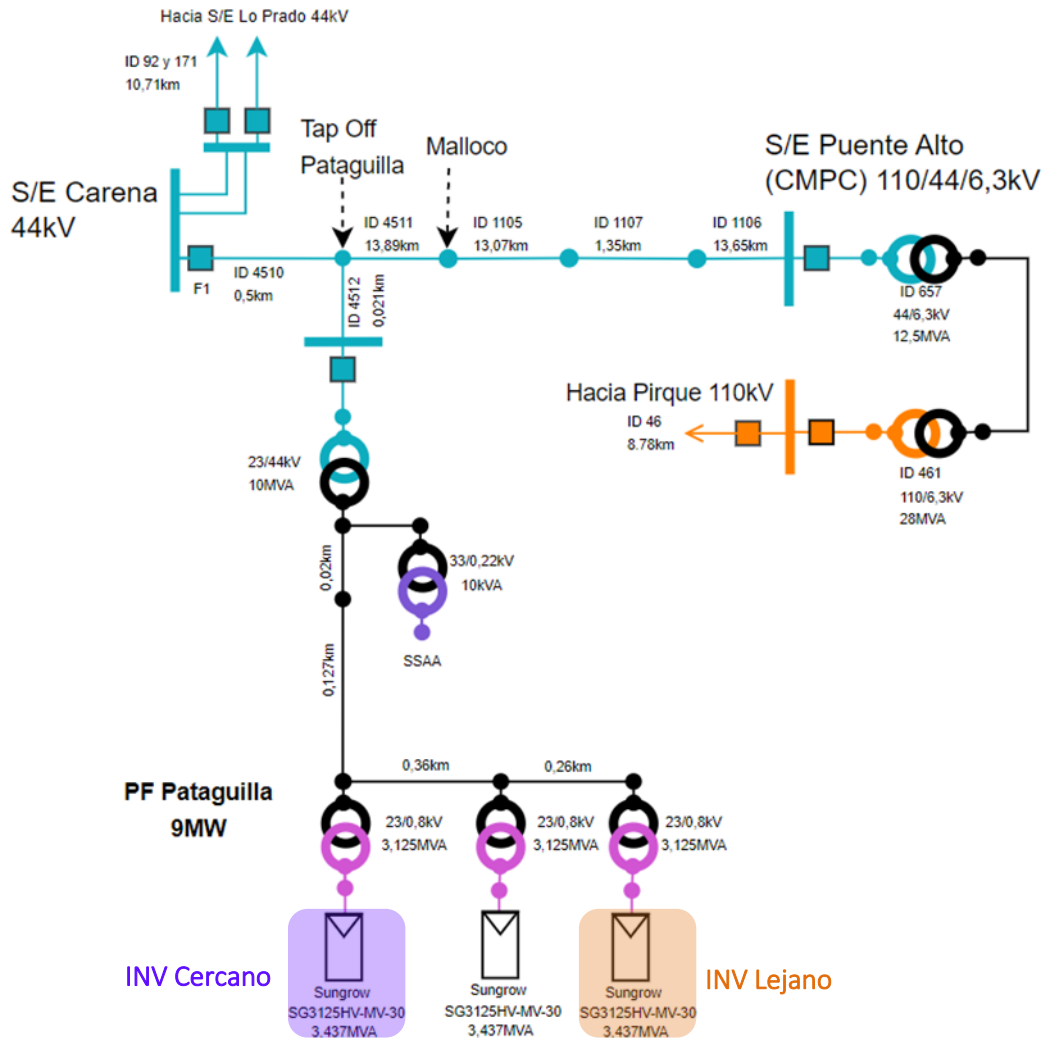 Hacia S/E Lo Prado 44kV
ID 92 y 171
10,71km
Tap Off
Pataguilla
Malloco
S/E Puente Alto
(CMPC) 110/44/6,3kV
S/E Carena
44kV
ID 4511
13,89km
ID 1105
13,07km
ID 1107
1,35km
ID 1106
13,65km
F1
ID 4510
0,5km
ID 4512
0,021km
ID 657
44/6,3kV
12,5MVA
Hacia Pirque 110kV
ID 46
8.78km
ID 461
110/6,3kV
28MVA
23/44kV
10MVA
0,02km
33/0,22kV
10kVA
SSAA
0,127km
0,36km
0,26km
PF Pataguilla
9MW
23/0,8kV
3,125MVA
23/0,8kV
3,125MVA
23/0,8kV
3,125MVA
INV Cercano
INV Lejano
Sungrow
SG3125HV-MV-30
3,437MVA
Sungrow
SG3125HV-MV-30
3,437MVA
Sungrow
SG3125HV-MV-30
3,437MVA